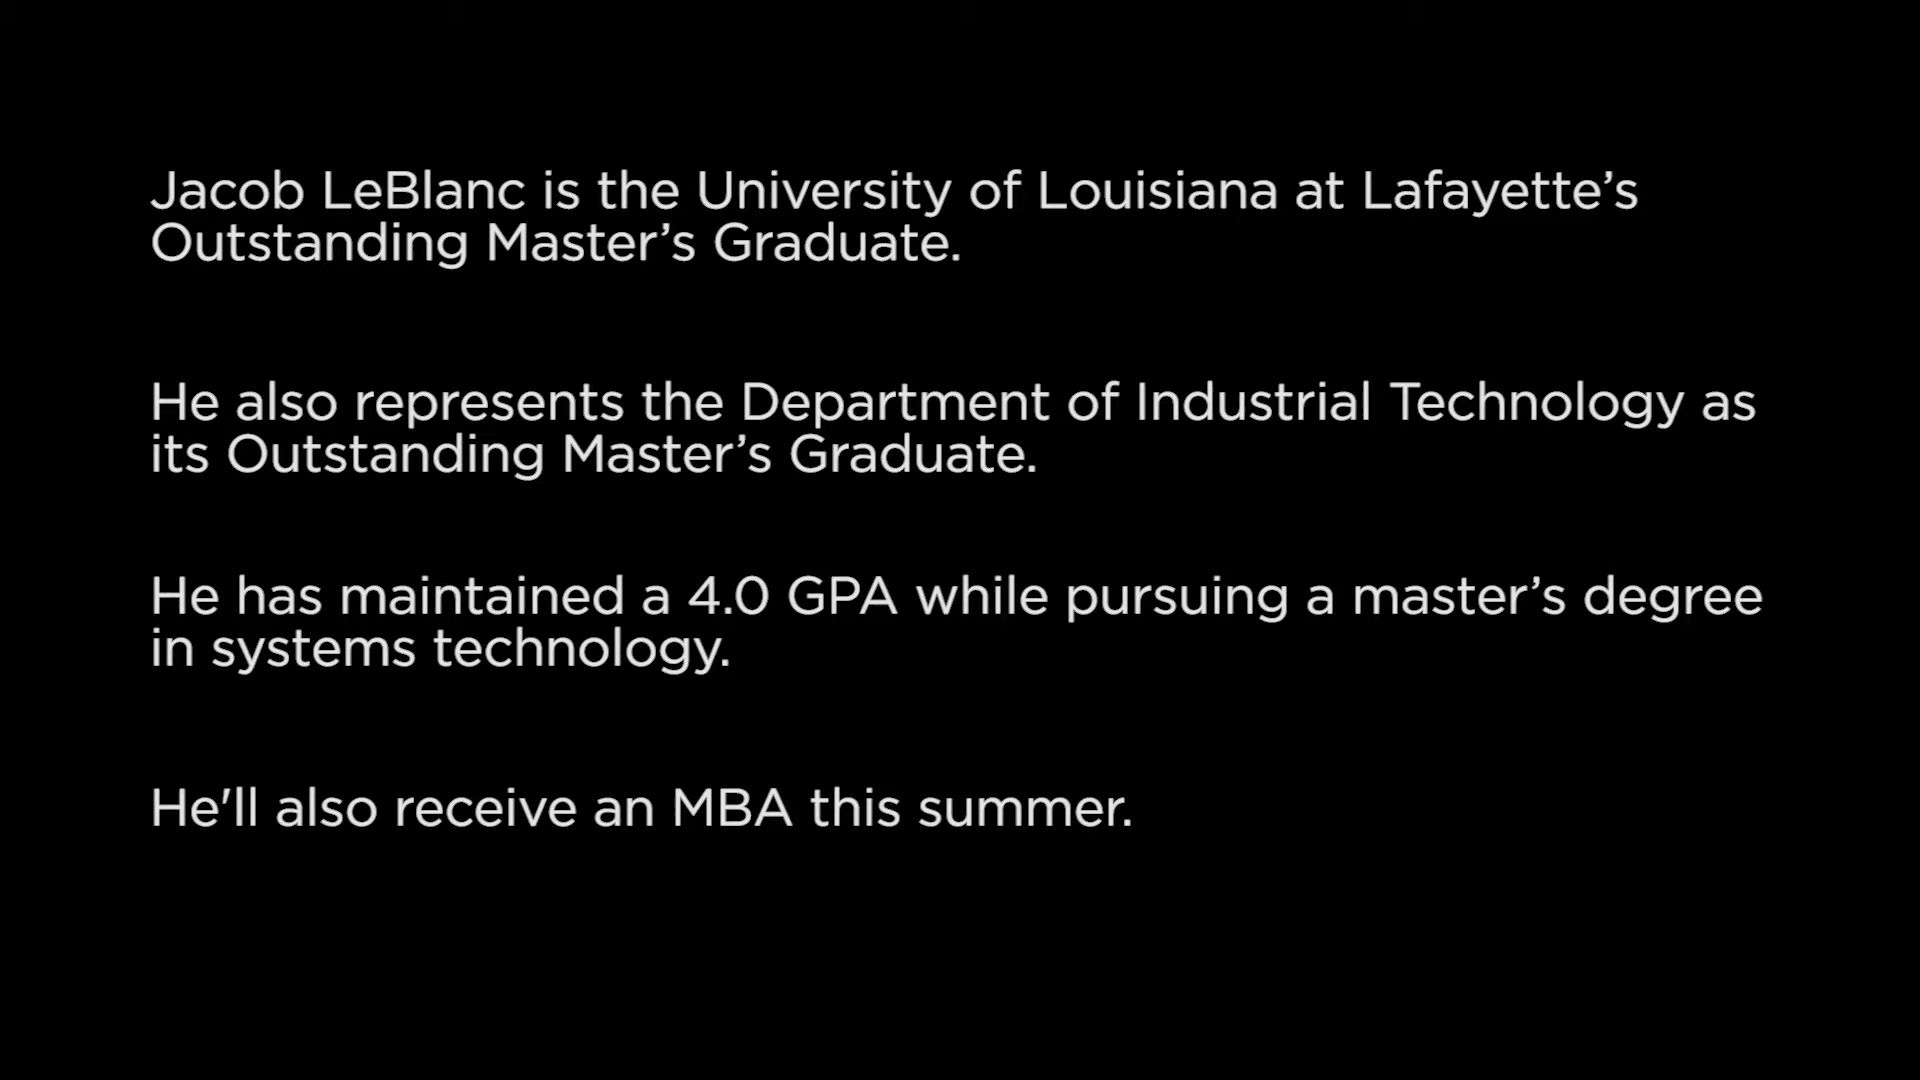 Jacob LeBlanc is the University of Louisiana at Lafayette’s
Outstanding Master’s Graduate.
He also represents the Department of Industrial Technology as
its Outstanding Master’s Graduate.
He has maintained a 4.0 GPA while pursuing a master’s degree
in systems technology.
He'll also receive an MBA this summer.